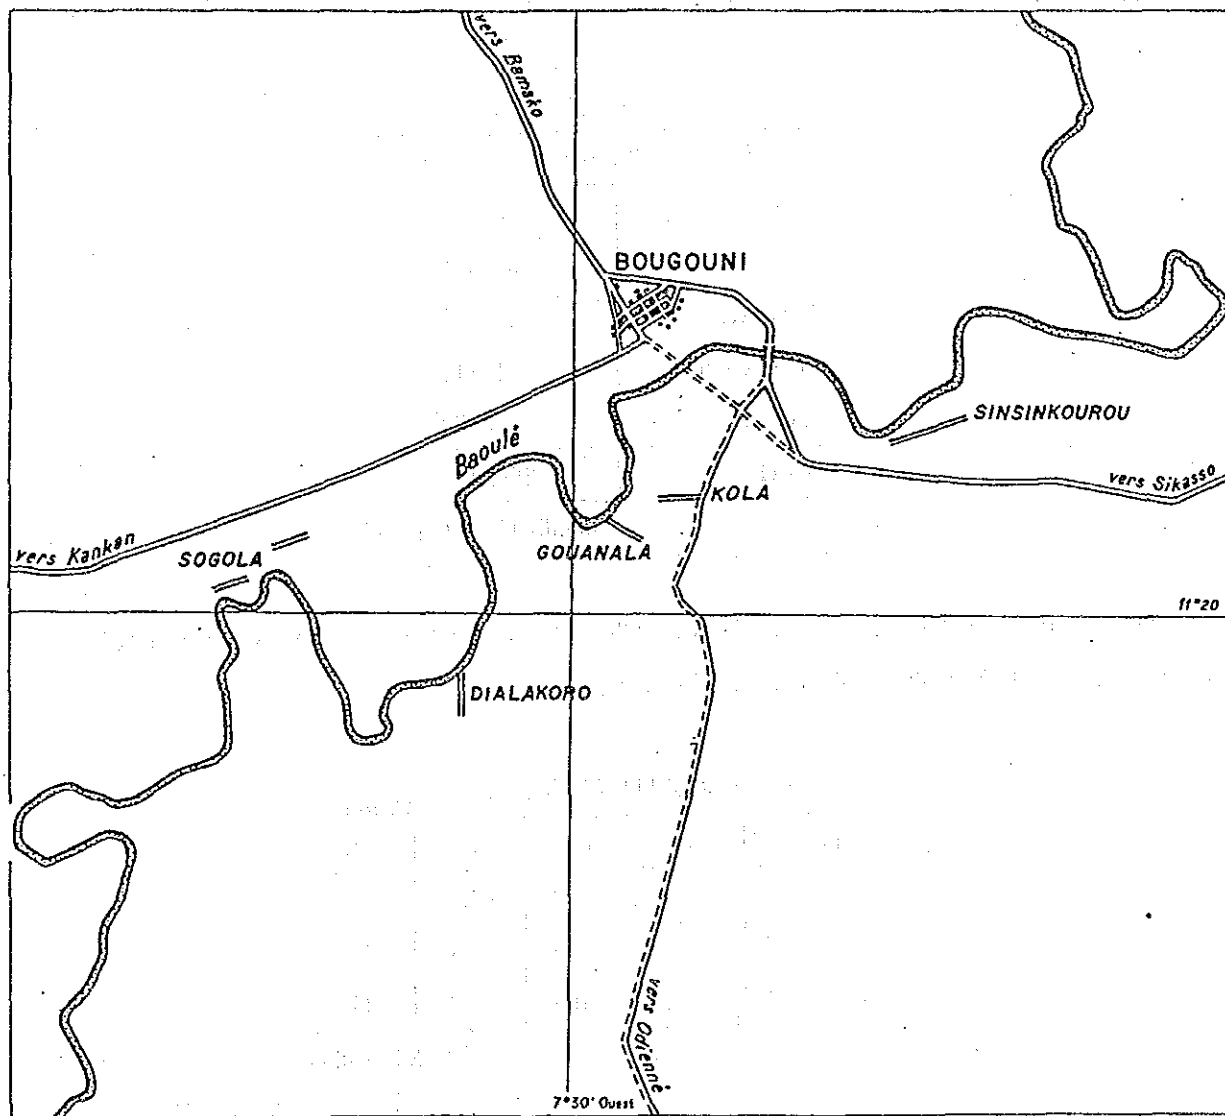 vers Bamako
BOUGOUNI
SINSINKOUROU
Baoulé
vers Sikasso
KOLA
vers Kankan
GOUANALA
SOGOLA
11°20
DIALAKORO
vers Odienné
7°30' Ouest